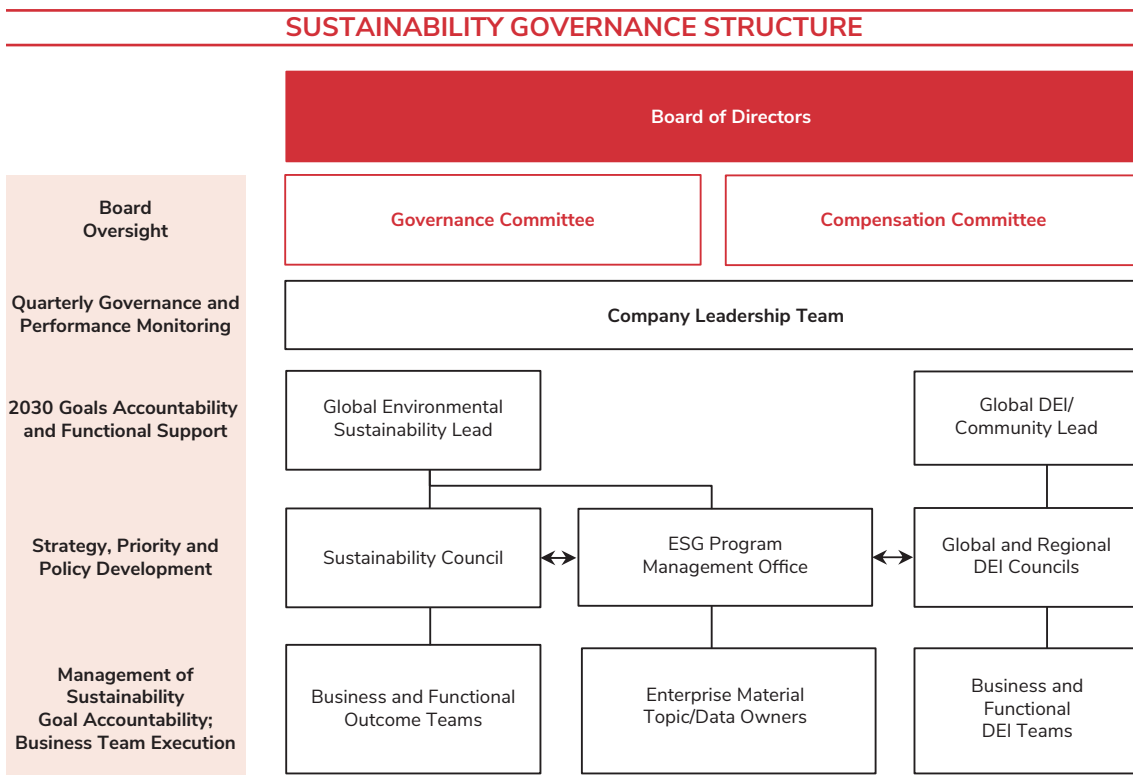 SUSTAINABILITY GOVERNANCE STRUCTURE
Board of Directors
Board
Oversight
Governance Committee
Compensation Committee
Quarterly Governance and
Performance Monitoring
Company Leadership Team
2030 Goals Accountability
and Functional Support
Global Environmental
Sustainability Lead
Global DEI/
Community Lead
Strategy, Priority and
Policy Development
Sustainability Council
ESG Program
Management Office
Global and Regional
DEI Councils
Management of
Sustainability
Goal Accountability;
Business Team Execution
Business and Functional
Outcome Teams
Enterprise Material
Topic/Data Owners
Business and
Functional
DEI Teams